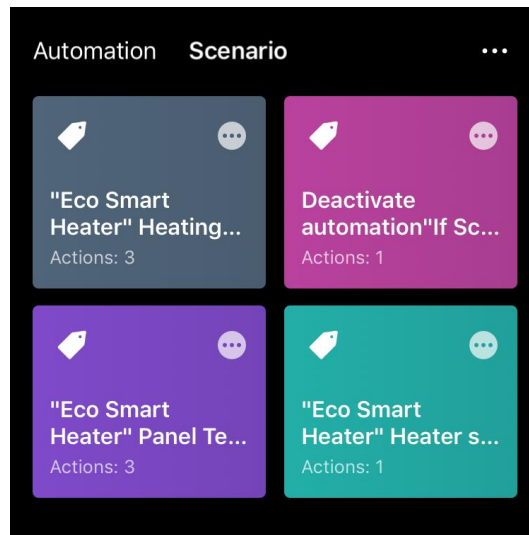 Automation Scenario
"Eco Smart
Heater" Heating...
Actions: 3
Deactivate
automation"If Sc...
Actions: 1
"Eco Smart
Heater" Panel Te...
Actions: 3
"Eco Smart
Heater" Heater s...
Actions: 1